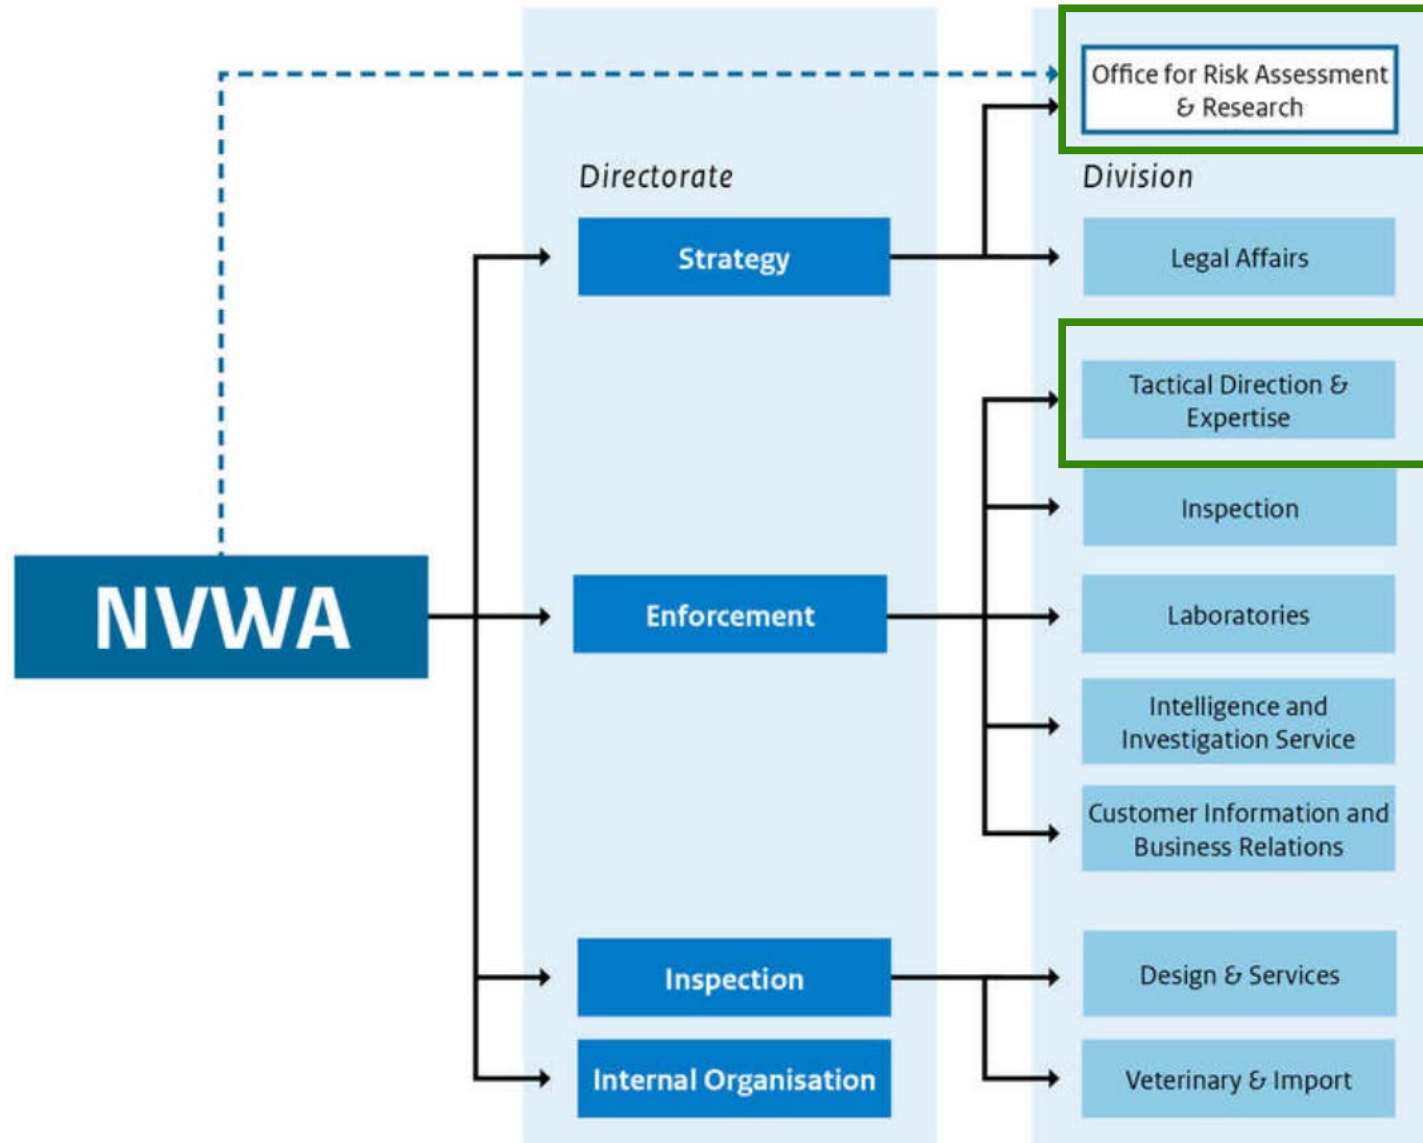 Office for Risk Assessment
& Research
Directorate
Division
Strategy
Legal Affairs
Tactical Direction &
Expertise
Inspection
NVWA
Enforcement
Laboratories
Intelligence and
Investigation Service
Customer Information and
Business Relations
Inspection
Design & Services
Internal Organisation
Veterinary & Import